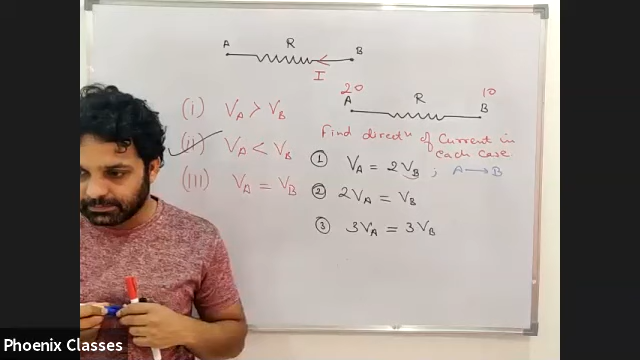 A R B
I
(i) VA > VB
(ii) VA < VB
(III) VA = VB
20 10
A R B
Find directn of Current in
each case.
① VA = 2VB ; A → B
② 2VA = VB
③ 3VA = 3VB
Phoenix Classes